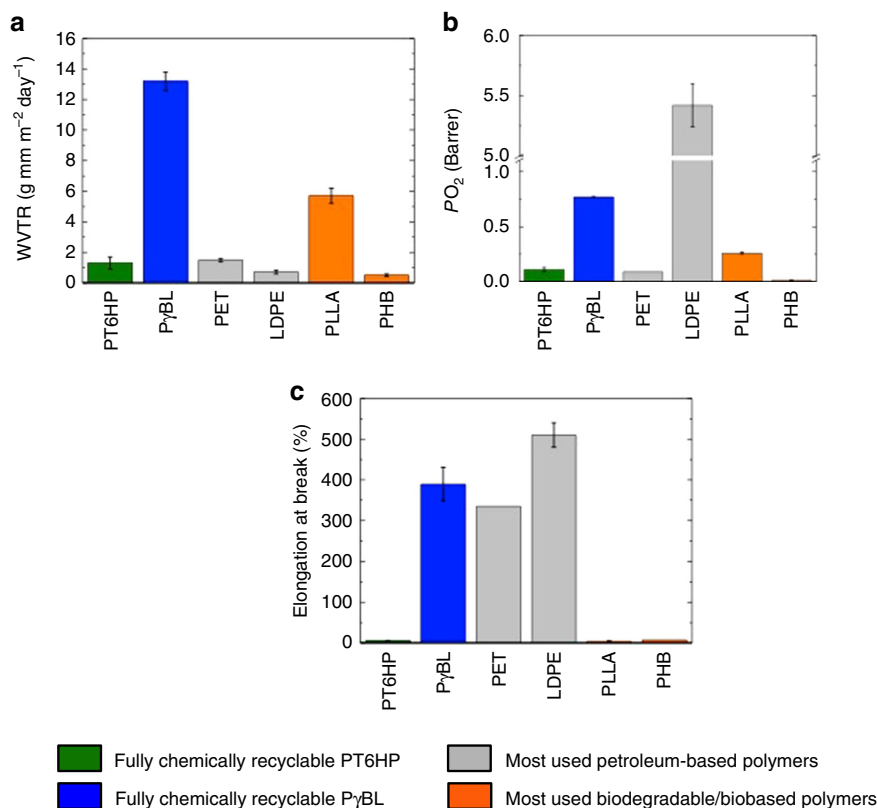 a
WVTR (g mm m⁻² day⁻¹)
16
14
12
10
8
6
4
2
0
PT6HP
PγBL
PET
LDPE
PLLA
PHB
b
PO₂ (Barrer)
6.0
5.5
5.0
1.0
0.5
0.0
PT6HP
PγBL
PET
LDPE
PLLA
PHB
c
Elongation at break (%)
600
500
400
300
200
100
0
PT6HP
PγBL
PET
LDPE
PLLA
PHB
Fully chemically recyclable PT6HP
Most used petroleum-based polymers
Fully chemically recyclable PγBL
Most used biodegradable/biobased polymers